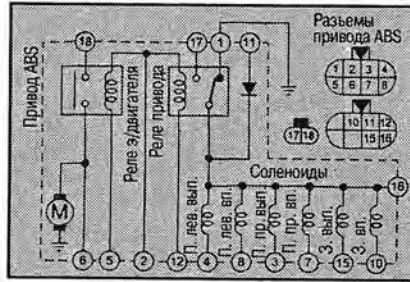 Разъемы
привода ABS
18
17
1
11
1 2 3 4
5 6 7 8
10 11 12
15 16
17 18
Привод ABS
Реле э/двигателя
Реле привода
Соленоиды
16
M
П. лев. вып.
П. лев. вп.
П. пр. вып.
П. пр. вп.
З. вып.
З. вп.
6 5 2 12 4 8 3 7 15 10